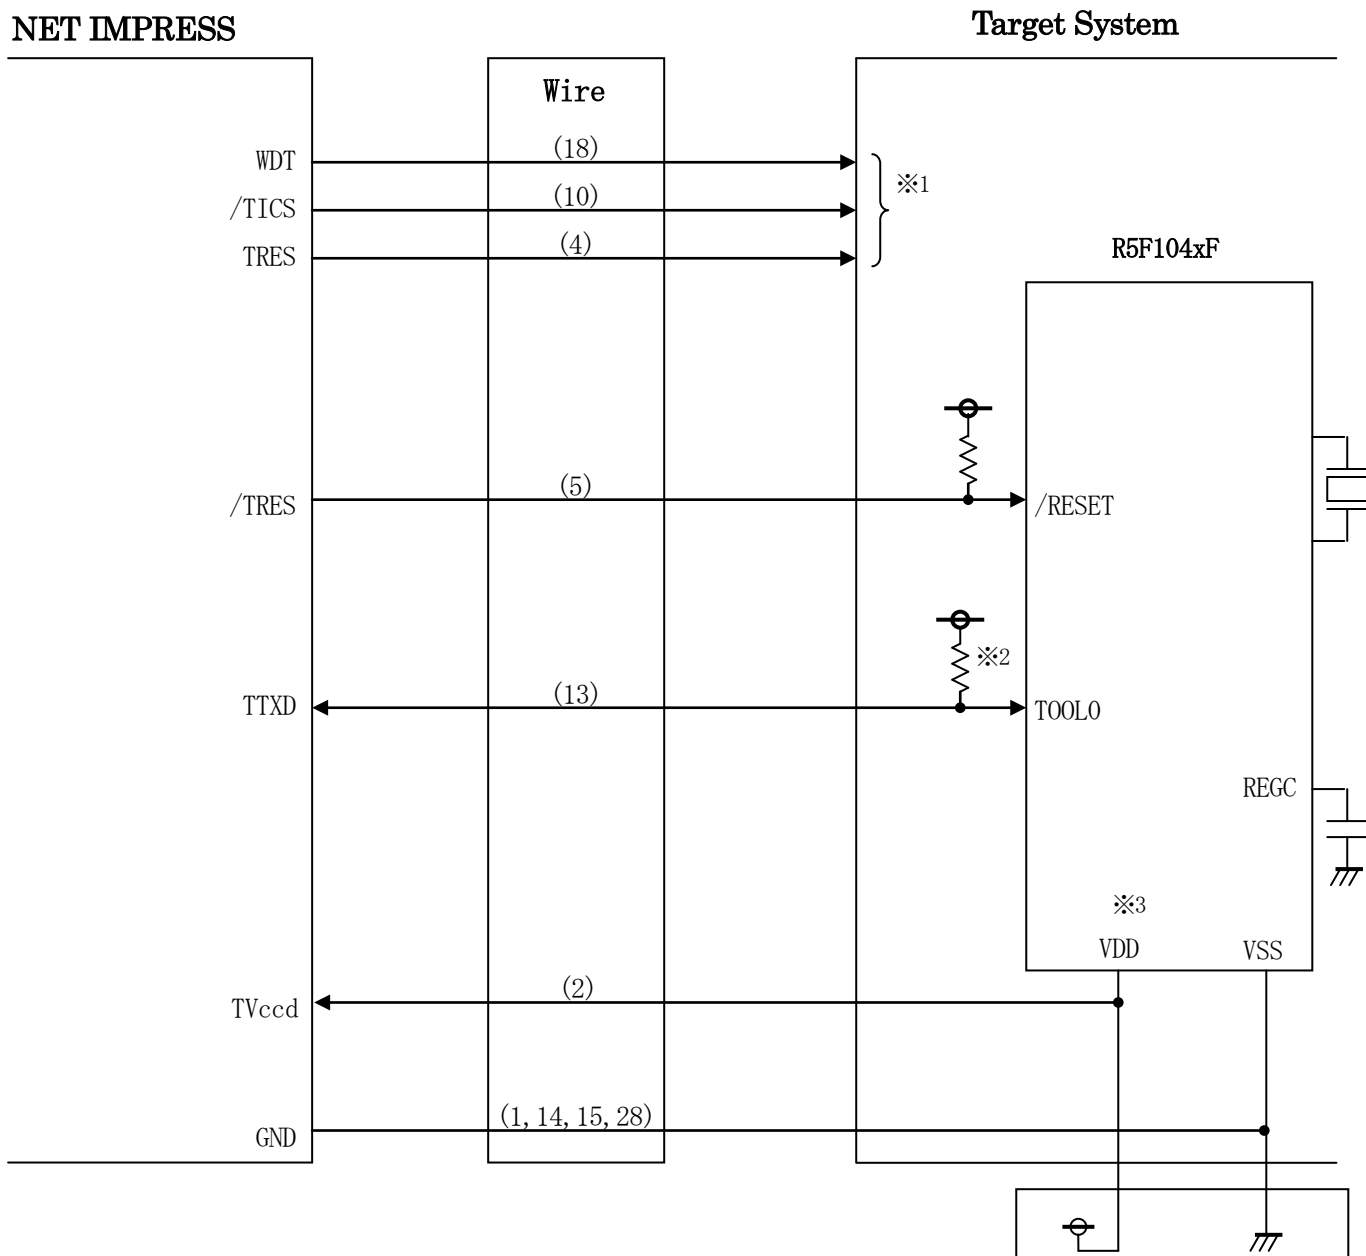 NET IMPRESS
Target System
Wire
WDT
(18)
※1
/TICS
(10)
TRES
(4)
R5F104xF
/TRES
(5)
/RESET
※2
TTXD
(13)
TOOL0
REGC
※3
VDD
VSS
TVccd
(2)
GND
(1, 14, 15, 28)